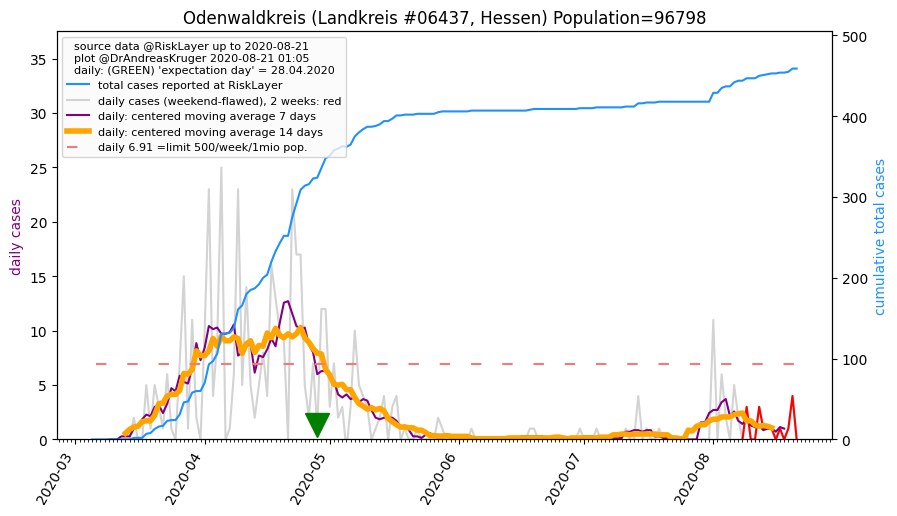 Odenwaldkreis (Landkreis #06437, Hessen) Population=96798
source data @RiskLayer up to 2020-08-21
plot @DrAndreasKruger 2020-08-21 01:05
daily: (GREEN) 'expectation day' = 28.04.2020
total cases reported at RiskLayer
daily cases (weekend-flawed), 2 weeks: red
daily: centered moving average 7 days
daily: centered moving average 14 days
daily 6.91 =limit 500/week/1mio pop.
daily cases
35
30
25
20
15
10
5
0
cumulative total cases
500
400
300
200
100
0
2020-03
2020-04
2020-05
2020-06
2020-07
2020-08